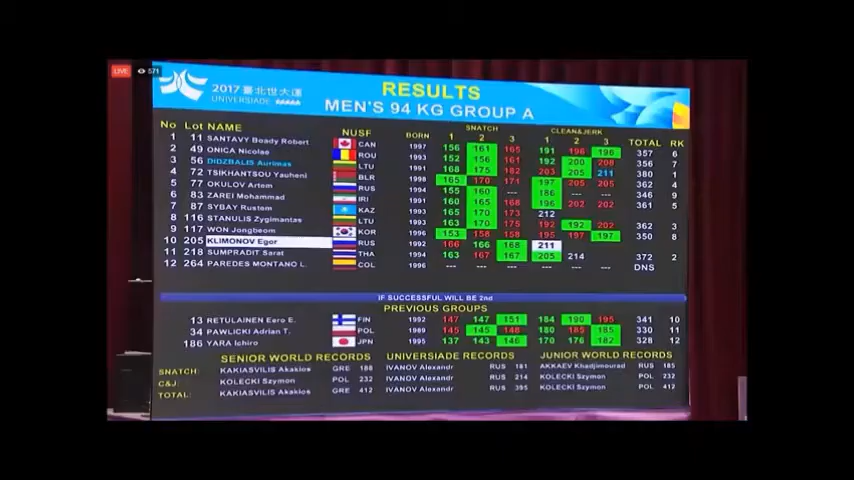 LIVE 571
2017臺北世大運
UNIVERSIADE
RESULTS
MEN'S 94 KG GROUP A
SNATCH CLEAN&JERK
No Lot NAME NUSF BORN 1 2 3 1 2 3 TOTAL RK
1 11 SANTAVY Boady Robert CAN 1997 156 161 165 191 196 196 357 6
2 49 ONICA Nicolae ROU 1993 152 156 161 192 200 208 356 7
3 56 DIDZBALIS Aurimas LTU 1991 168 175 182 203 205 211 380 1
4 72 TSIKHANTSOU Yauheni BLR 1998 165 170 171 197 205 205 362 4
5 77 OKULOV Artem RUS 1994 155 160 --- 186 --- --- 346 9
6 83 ZAREI Mohammad IRI 1991 160 165 168 196 202 202 361 5
7 87 SYBAY Rustem KAZ 1993 165 170 173 212
8 116 STANULIS Zygimantas LTU 1993 163 170 175 192 192 202 362 3
9 117 WON Jongbeom KOR 1996 153 158 158 195 197 197 350 8
10 205 KLIMONOV Egor RUS 1992 166 166 168 211
11 218 SUMPRADIT Sarat THA 1994 163 167 167 205 214 372 2
12 264 PAREDES MONTANO L. COL 1996 --- --- --- --- --- --- DNS
IF SUCCESSFUL WILL BE 2nd
PREVIOUS GROUPS
13 RETULAINEN Eero E. FIN 1992 147 147 151 184 190 195 341 10
34 PAWLICKI Adrian T. POL 1989 145 145 148 180 185 185 330 11
186 YARA Ichiro JPN 1995 137 143 146 170 176 182 328 12
SENIOR WORLD RECORDS UNIVERSIADE RECORDS JUNIOR WORLD RECORDS
SNATCH: KAKIASVILIS Akakios GRE 188 IVANOV Alexandr RUS 181 AKKAEV Khadjimourad RUS 185
C&J: KOLECKI Szymon POL 232 IVANOV Alexandr RUS 214 KOLECKI Szymon POL 232
TOTAL: KAKIASVILIS Akakios GRE 412 IVANOV Alexandr RUS 395 KOLECKI Szymon POL 412